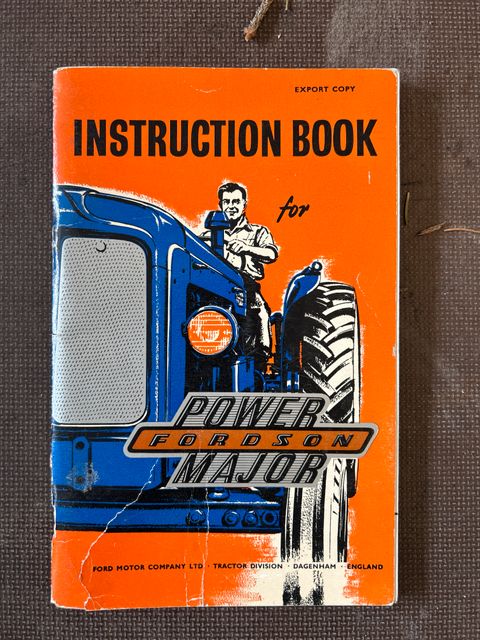 EXPORT COPY
INSTRUCTION BOOK
for
POWER
FORDSON
MAJOR
FORD MOTOR COMPANY LTD · TRACTOR DIVISION · DAGENHAM · ENGLAND